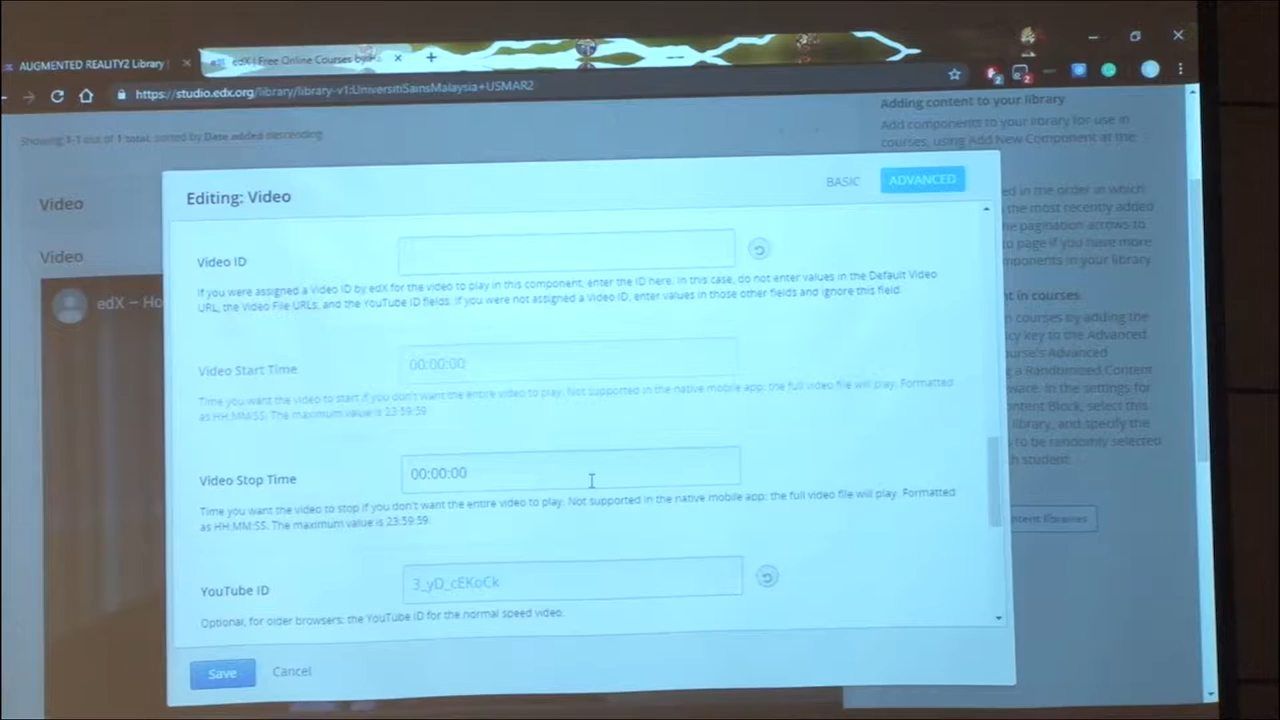 AUGMENTED REALITY2 Library
edX | Free Online Courses by Ha
https://studio.edx.org/library/library-v1:UniversitiSainsMalaysia+USMAR2
2
2
Showing 1-1 out of 1 total, sorted by Date added descending
Adding content to your library
Add components to your library for use in
courses, using Add New Component at the
ed in the order in which
the most recently added
he pagination arrows to
to page if you have more
mponents in your library.
nt in courses
n courses by adding the
cy key to the Advanced
ourse's Advanced
g a Randomized Content
ware. In the settings for
ontent Block, select this
library, and specify the
to be randomly selected
h student.
ntent libraries
Video
Video
edX – Ho
Editing: Video
BASIC
ADVANCED
Video ID
If you were assigned a Video ID by edX for the video to play in this component, enter the ID here. In this case, do not enter values in the Default Video
URL, the Video File URLs, and the YouTube ID fields. If you were not assigned a Video ID, enter values in those other fields and ignore this field.
Video Start Time
00:00:00
Time you want the video to start if you don't want the entire video to play. Not supported in the native mobile app: the full video file will play. Formatted
as HH:MM:SS. The maximum value is 23:59:59.
Video Stop Time
00:00:00
Time you want the video to stop if you don't want the entire video to play. Not supported in the native mobile app: the full video file will play. Formatted
as HH:MM:SS. The maximum value is 23:59:59.
YouTube ID
3_yD_cEKoCk
Optional, for older browsers: the YouTube ID for the normal speed video.
Save
Cancel